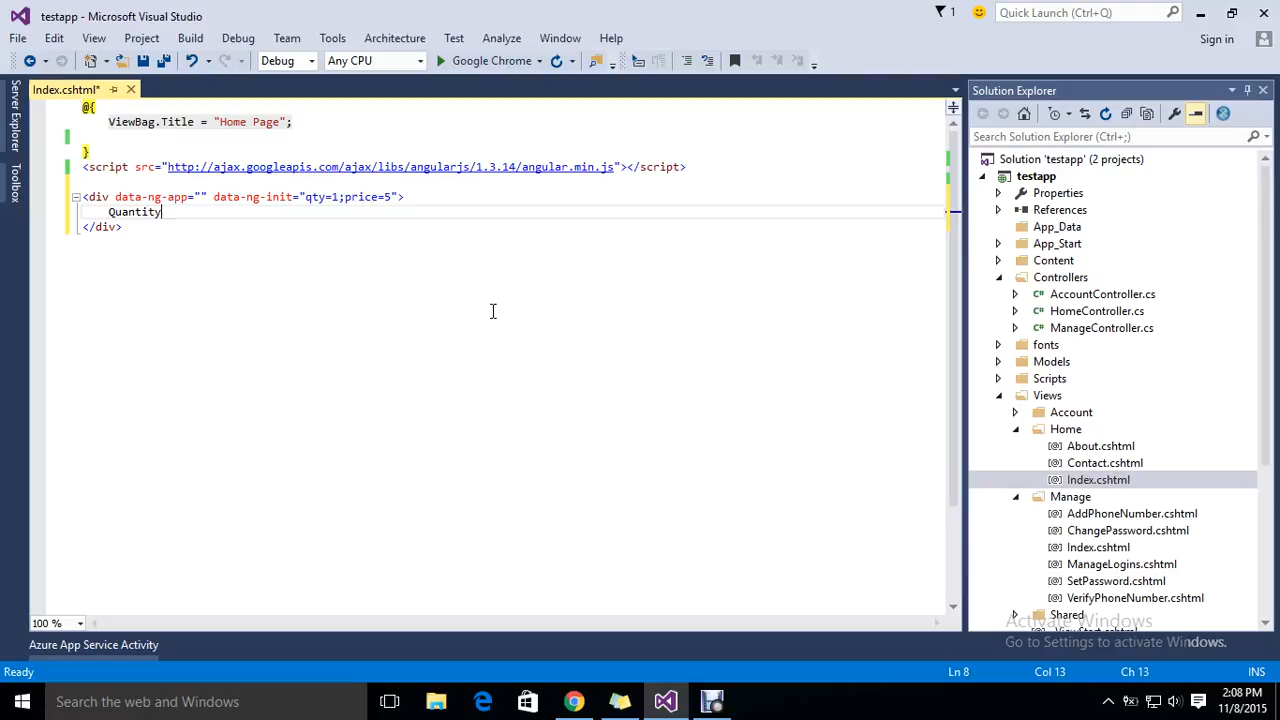 testapp - Microsoft Visual Studio
1
Quick Launch (Ctrl+Q)
File Edit View Project Build Debug Team Tools Test Analyze Window Help
Sign in
Debug Any CPU Google Chrome
Server Explorer
Toolbox
Index.cshtml*
@{
ViewBag.Title = "Home Page";
}
<script src="http://ajax.googleapis.com/ajax/libs/angularjs/1.3.14/angular.min.js"></script>
<div data-ng-app="" data-ng-init="qty=1;price=5">
Quantity
</div>
100 %
Azure App Service Activity
Solution Explorer
Search Solution Explorer (Ctrl+;)
Solution 'testapp' (2 projects)
testapp
Properties
References
App_Data
App_Start
Content
Controllers
C# AccountController.cs
C# HomeController.cs
C# ManageController.cs
fonts
Models
Scripts
Views
Account
Home
[@] About.cshtml
[@] Contact.cshtml
[@] Index.cshtml
Manage
[@] AddPhoneNumber.cshtml
[@] ChangePassword.cshtml
[@] Index.cshtml
[@] ManageLogins.cshtml
[@] SetPassword.cshtml
[@] VerifyPhoneNumber.cshtml
Shared
Activate Windows
Go to Settings to activate Windows.
Ready
Ln 8 Col 13 Ch 13 INS
Search the web and Windows
2:08 PM
11/8/2015